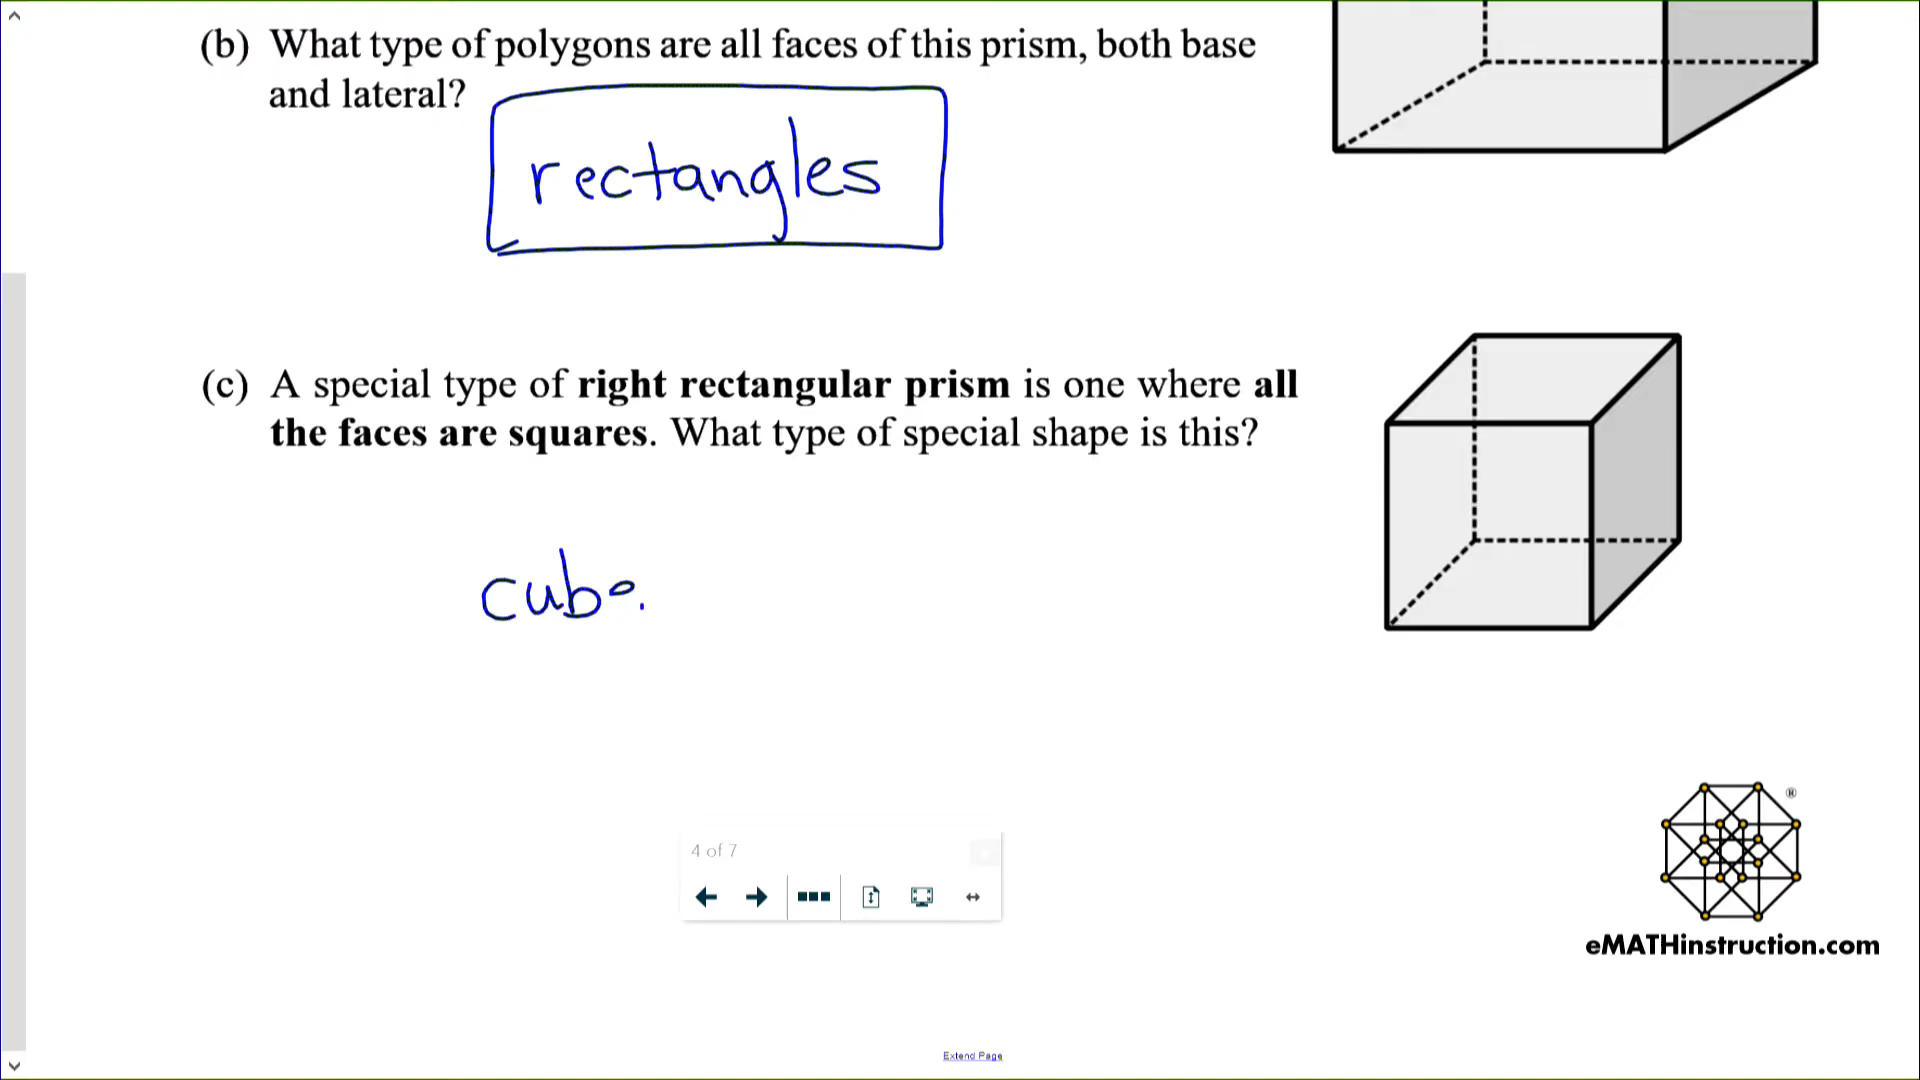 (b) What type of polygons are all faces of this prism, both base
and lateral?
rectangles
(c) A special type of right rectangular prism is one where all
the faces are squares. What type of special shape is this?
cube
4 of 7
®
eMATHinstruction.com
Extend Page